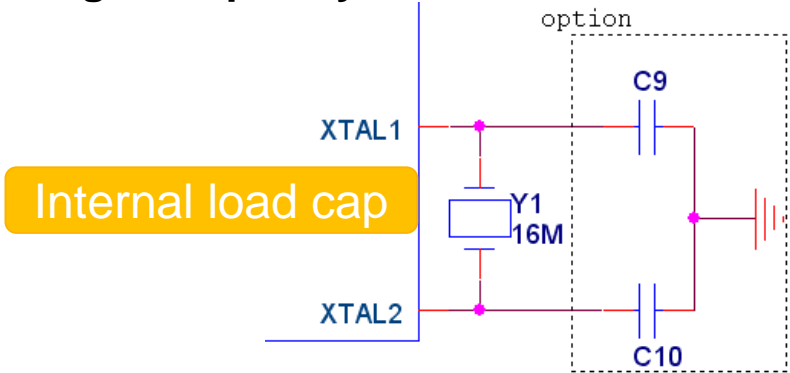 option
C9
XTAL1
Internal load cap
Y1
16M
XTAL2
C10